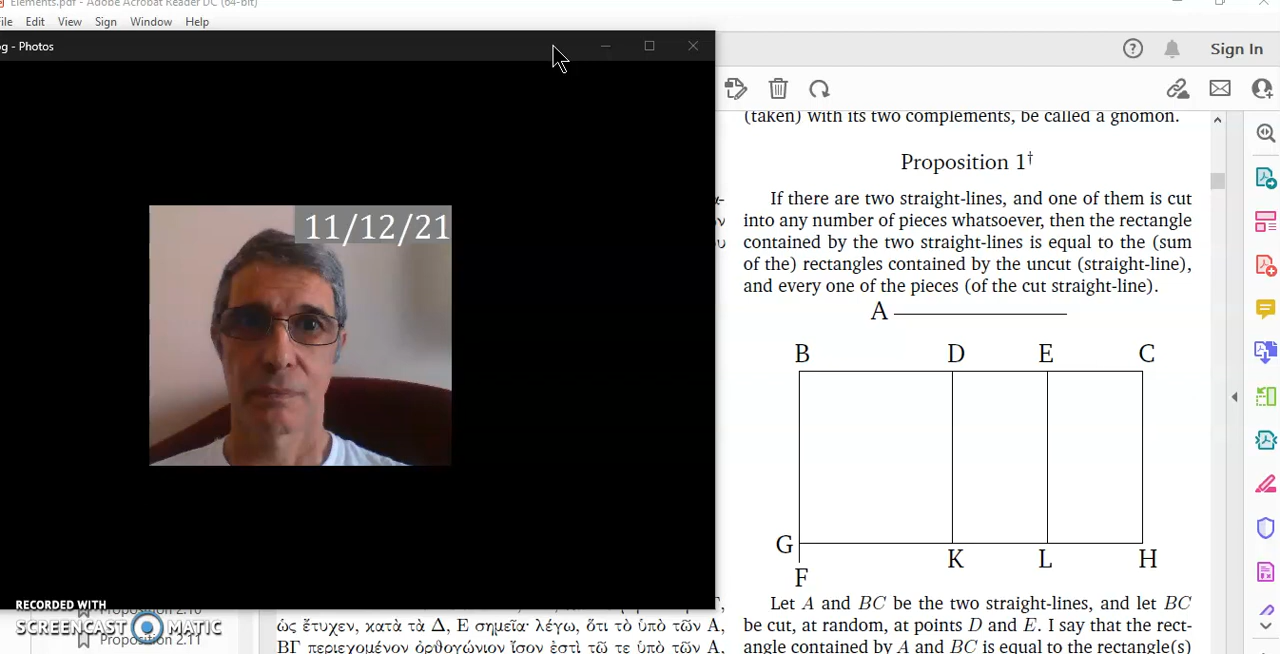 Elements.pdf - Adobe Acrobat Reader DC (64-bit)
File Edit View Sign Window Help
- Photos
Sign In
11/12/21
(taken) with its two complements, be called a gnomon.
Proposition 1†
If there are two straight-lines, and one of them is cut
into any number of pieces whatsoever, then the rectangle
contained by the two straight-lines is equal to the (sum
of the) rectangles contained by the uncut (straight-line),
and every one of the pieces (of the cut straight-line).
A
B D E C
G K L H
F
Let A and BC be the two straight-lines, and let BC
be cut, at random, at points D and E. I say that the rect-
angle contained by A and BC is equal to the rectangle(s)
RECORDED WITH
SCREENCAST MATIC
Proposition 2.10
Proposition 2.11
ὡς ἔτυχεν, κατὰ τὰ Δ, Ε σημεῖα· λέγω, ὅτι τὸ ὑπὸ τῶν Α,
ΒΓ περιεχομένον ὀρθογώνιον ἴσον ἐστὶ τῷ τε ὑπὸ τῶν Α,